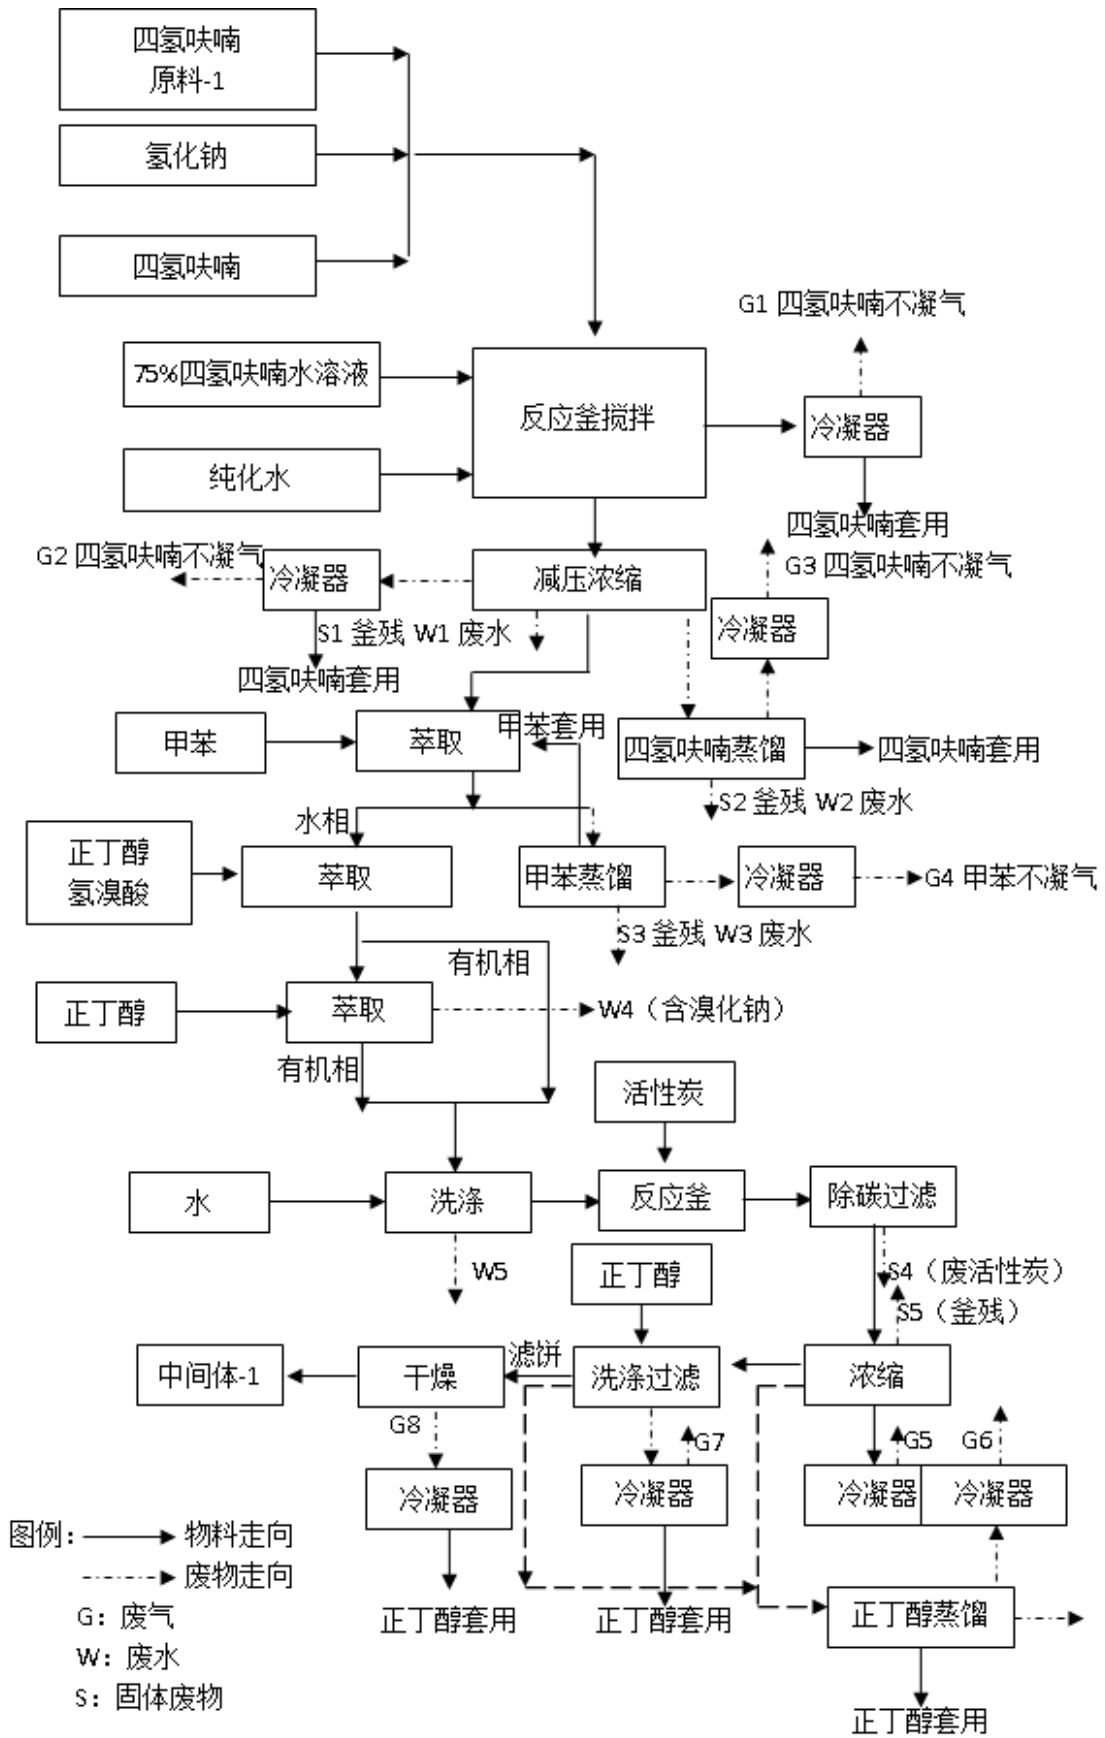 四氢呋喃
原料-1
氢化钠
四氢呋喃
G1 四氢呋喃不凝气
75%四氢呋喃水溶液
反应釜搅拌
冷凝器
纯化水
四氢呋喃套用
G2 四氢呋喃不凝气
冷凝器
减压浓缩
G3 四氢呋喃不凝气
冷凝器
S1 釜残 W1 废水
四氢呋喃套用
甲苯
萃取
甲苯套用
四氢呋喃蒸馏
四氢呋喃套用
S2 釜残 W2 废水
水相
正丁醇
氢溴酸
萃取
甲苯蒸馏
冷凝器
G4 甲苯不凝气
S3 釜残 W3 废水
有机相
正丁醇
萃取
W4（含溴化钠）
有机相
活性炭
水
洗涤
反应釜
除碳过滤
W5
正丁醇
S4（废活性炭）
S5（釜残）
中间体-1
干燥
滤饼
洗涤过滤
浓缩
G8
G7
G5
G6
冷凝器
冷凝器
冷凝器
冷凝器
图例：
物料走向
废物走向
G：废气
W：废水
S：固体废物
正丁醇套用
正丁醇套用
正丁醇蒸馏
正丁醇套用